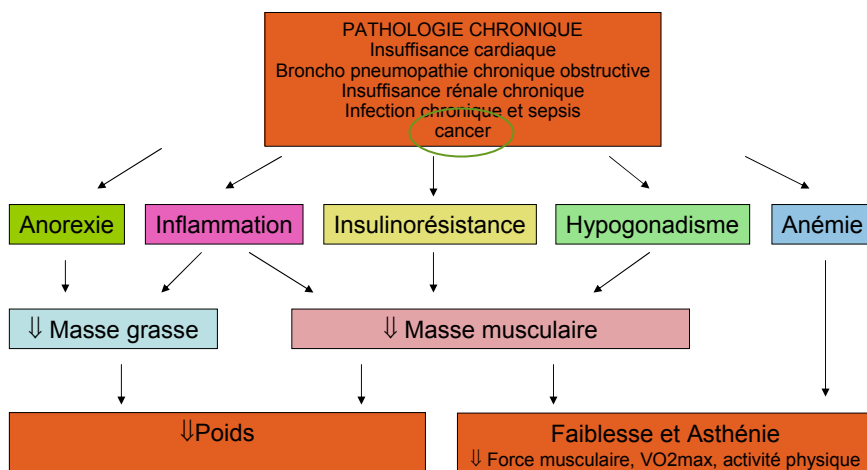 PATHOLOGIE CHRONIQUE
Insuffisance cardiaque
Broncho pneumopathie chronique obstructive
Insuffisance rénale chronique
Infection chronique et sepsis
cancer
Anorexie
Inflammation
Insulinorésistance
Hypogonadisme
Anémie
⇓ Masse grasse
⇓ Masse musculaire
⇓Poids
Faiblesse et Asthénie
⇓ Force musculaire, VO2max, activité physique